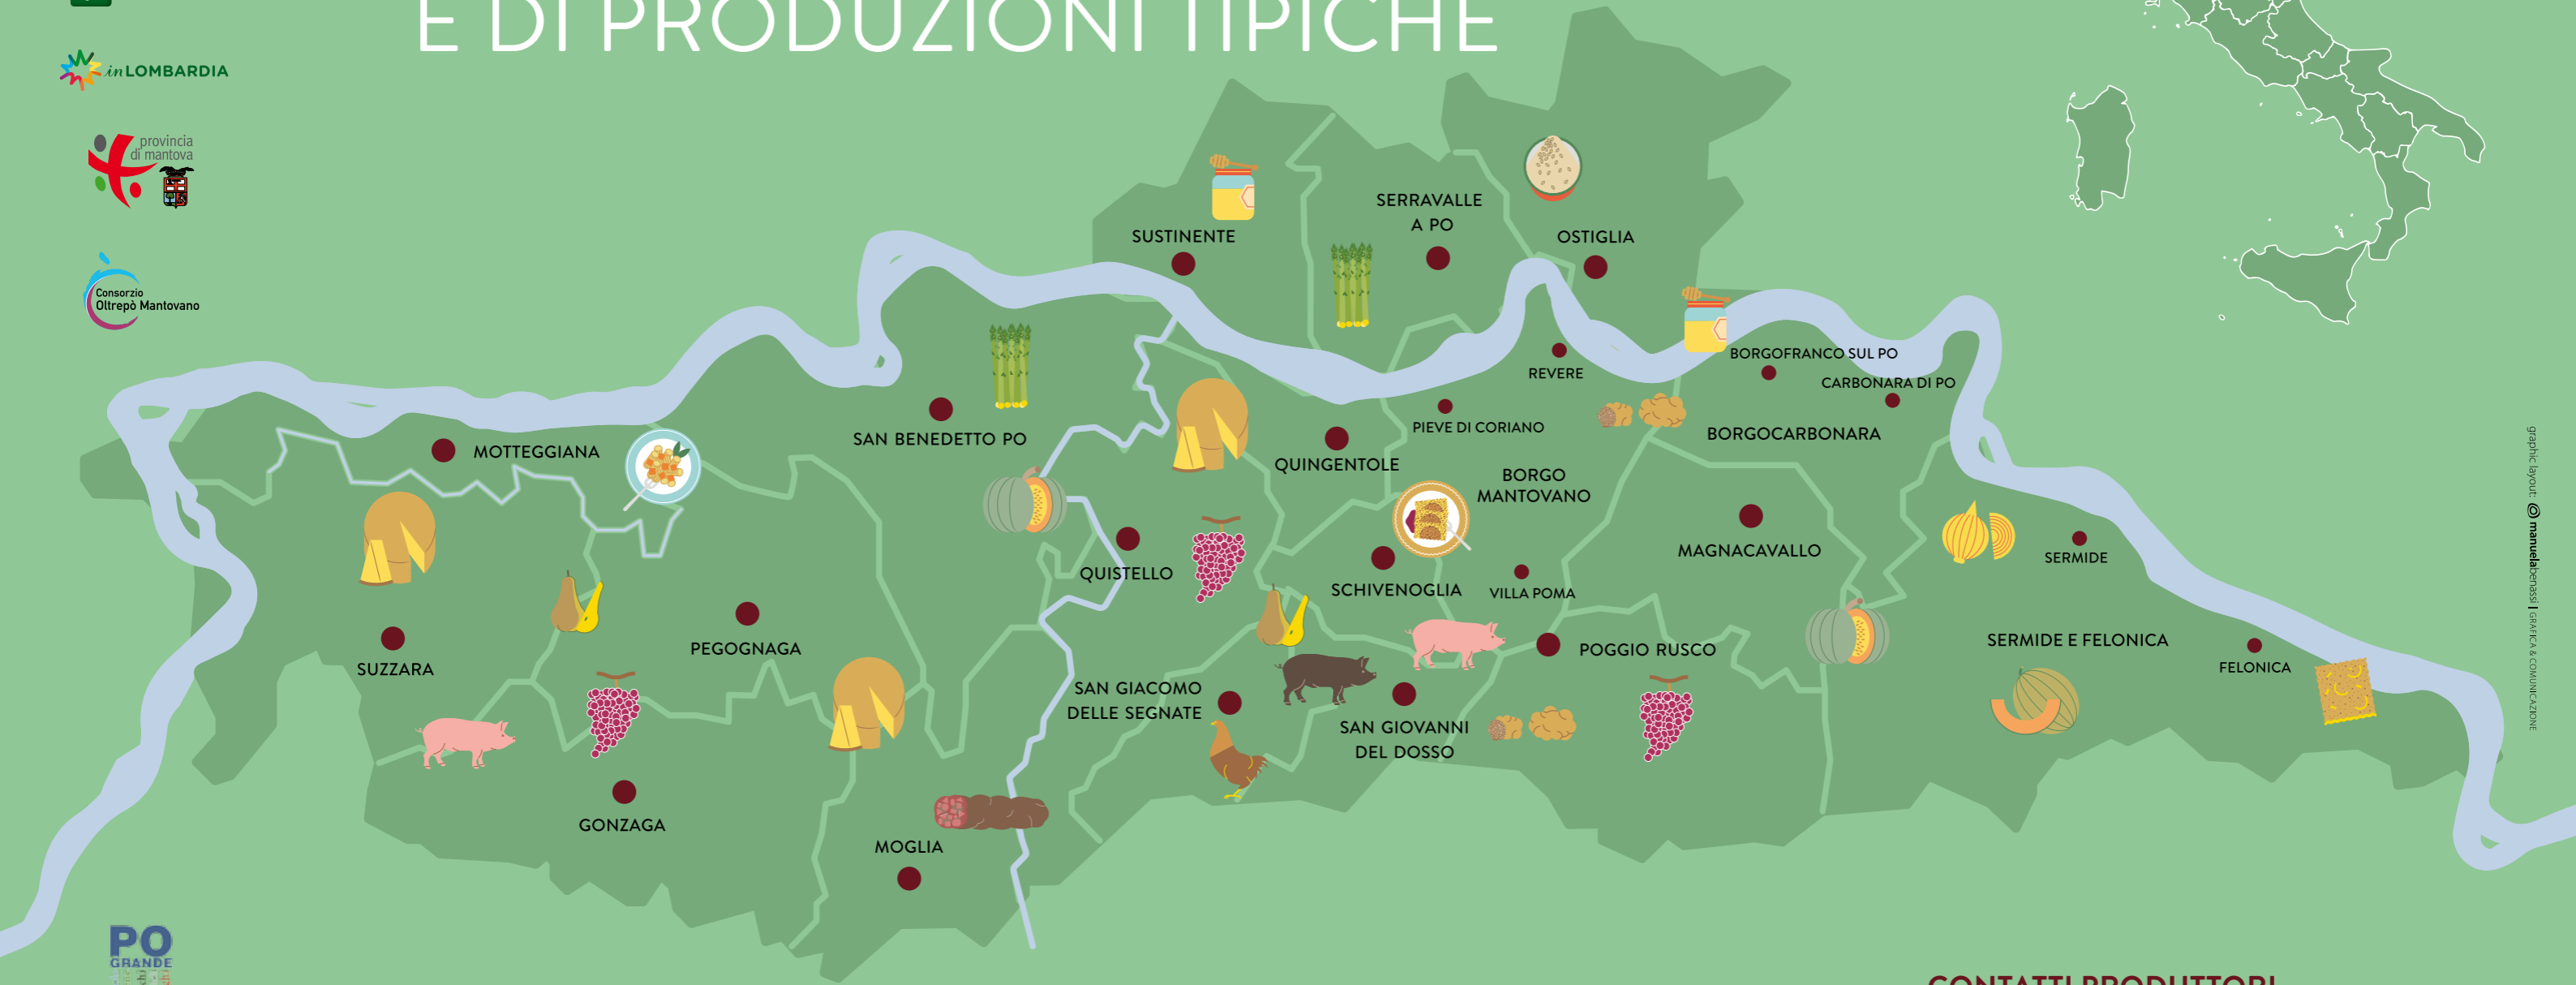 E DI PRODUZIONI TIPICHE
inLOMBARDIA
provincia
di mantova
Consorzio
Oltrepò Mantovano
SERRAVALLE
A PO
SUSTINENTE
OSTIGLIA
BORGOFRANCO SUL PO
REVERE
CARBONARA DI PO
PIEVE DI CORIANO
BORGOCARBONARA
SAN BENEDETTO PO
MOTTEGGIANA
QUINGENTOLE
BORGO
MANTOVANO
MAGNACAVALLO
SERMIDE
QUISTELLO
SCHIVENOGLIA
VILLA POMA
SERMIDE E FELONICA
PEGOGNAGA
POGGIO RUSCO
SUZZARA
FELONICA
SAN GIACOMO
DELLE SEGNATE
SAN GIOVANNI
DEL DOSSO
GONZAGA
MOGLIA
graphic layout: @ manuelabenassi | GRAFICA & COMUNICAZIONE
PO
GRANDE
CONTATTI PRODUTTORI